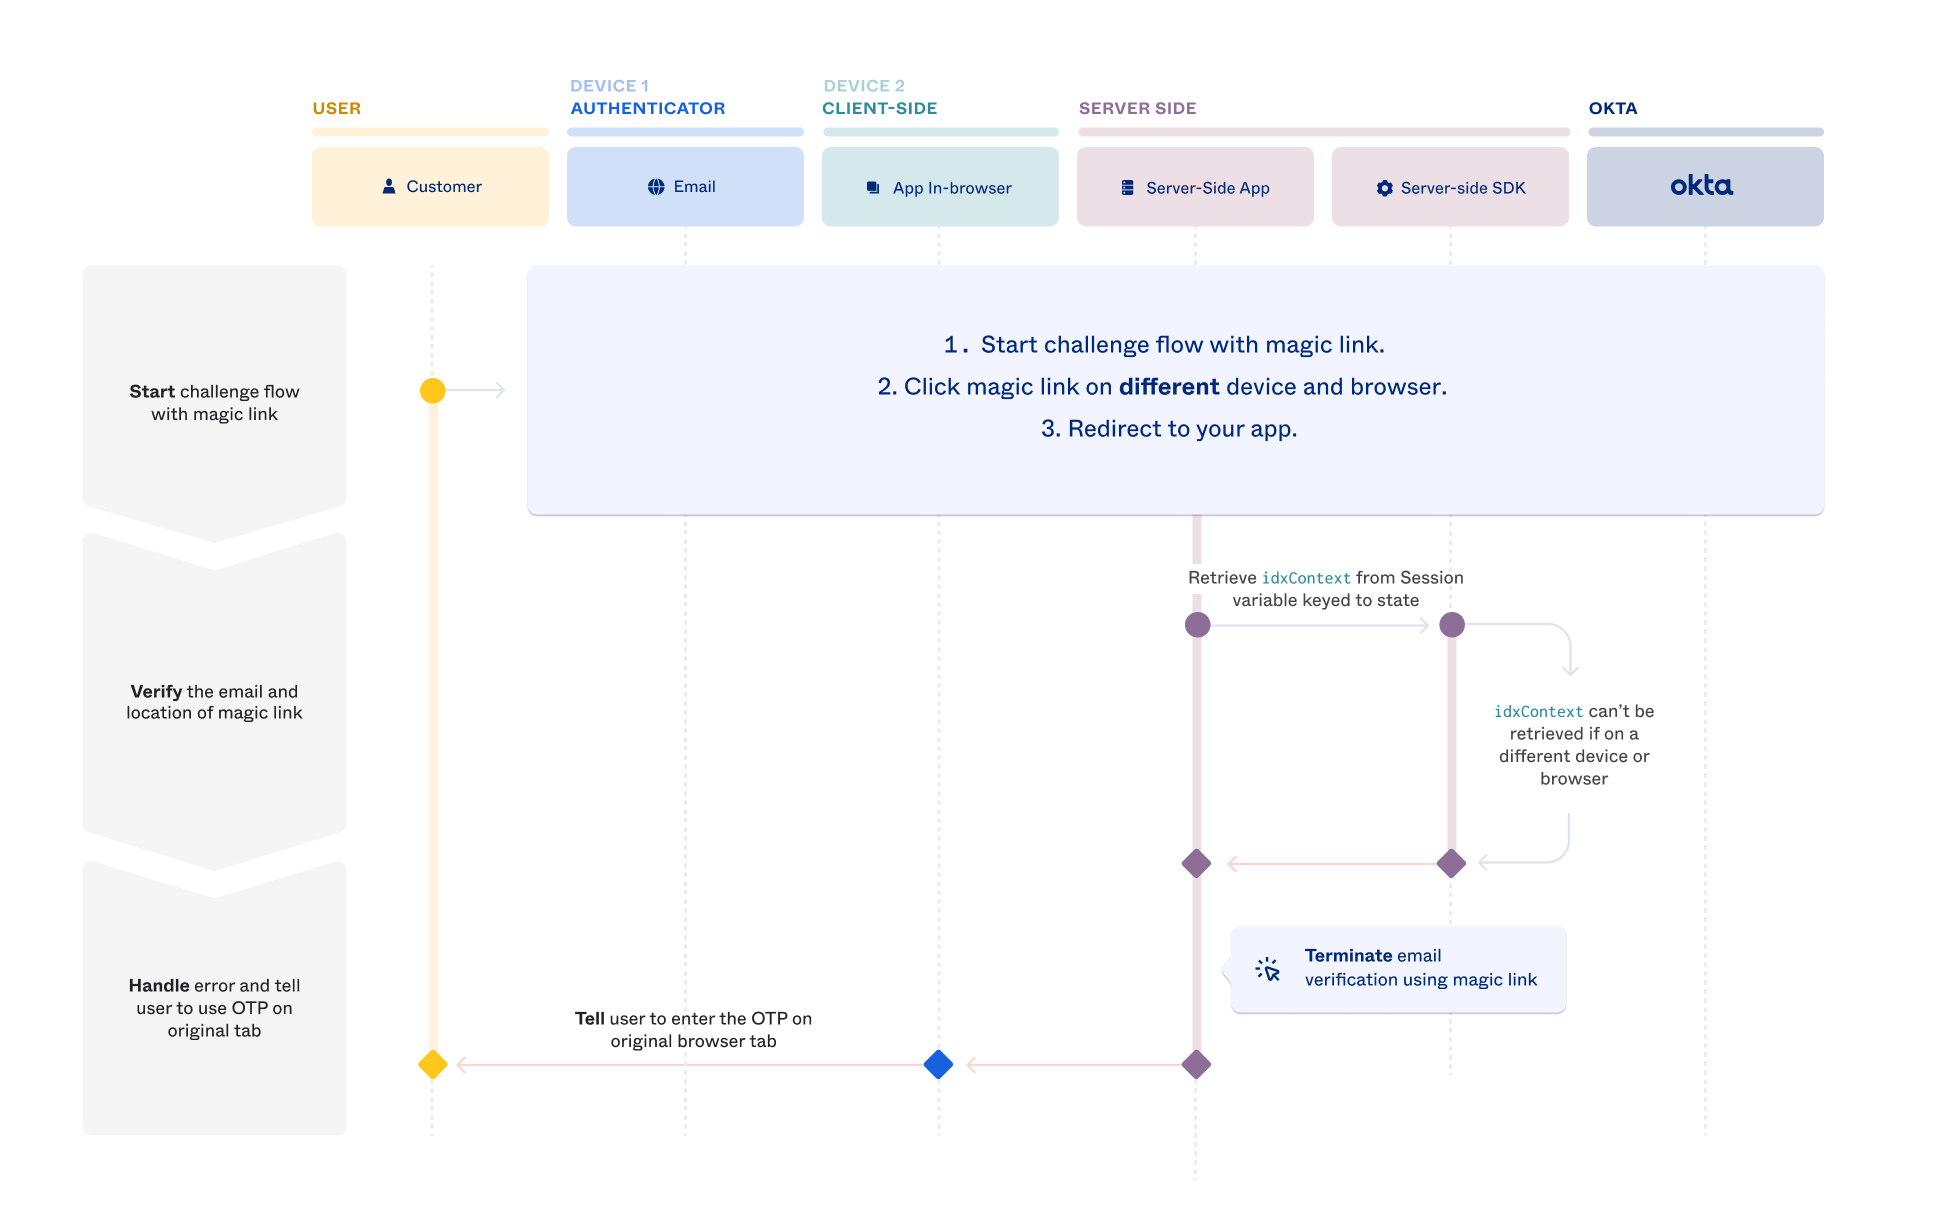 DEVICE 1
DEVICE 2
USER
AUTHENTICATOR
CLIENT-SIDE
SERVER SIDE
OKTA
Customer
Email
App In-browser
Server-Side App
Server-side SDK
okta
Start challenge flow
with magic link
1. Start challenge flow with magic link.
2. Click magic link on different device and browser.
3. Redirect to your app.
Verify the email and
location of magic link
Retrieve idxContext from Session
variable keyed to state
idxContext can't be
retrieved if on a
different device or
browser
Handle error and tell
user to use OTP on
original tab
Terminate email
verification using magic link
Tell user to enter the OTP on
original browser tab